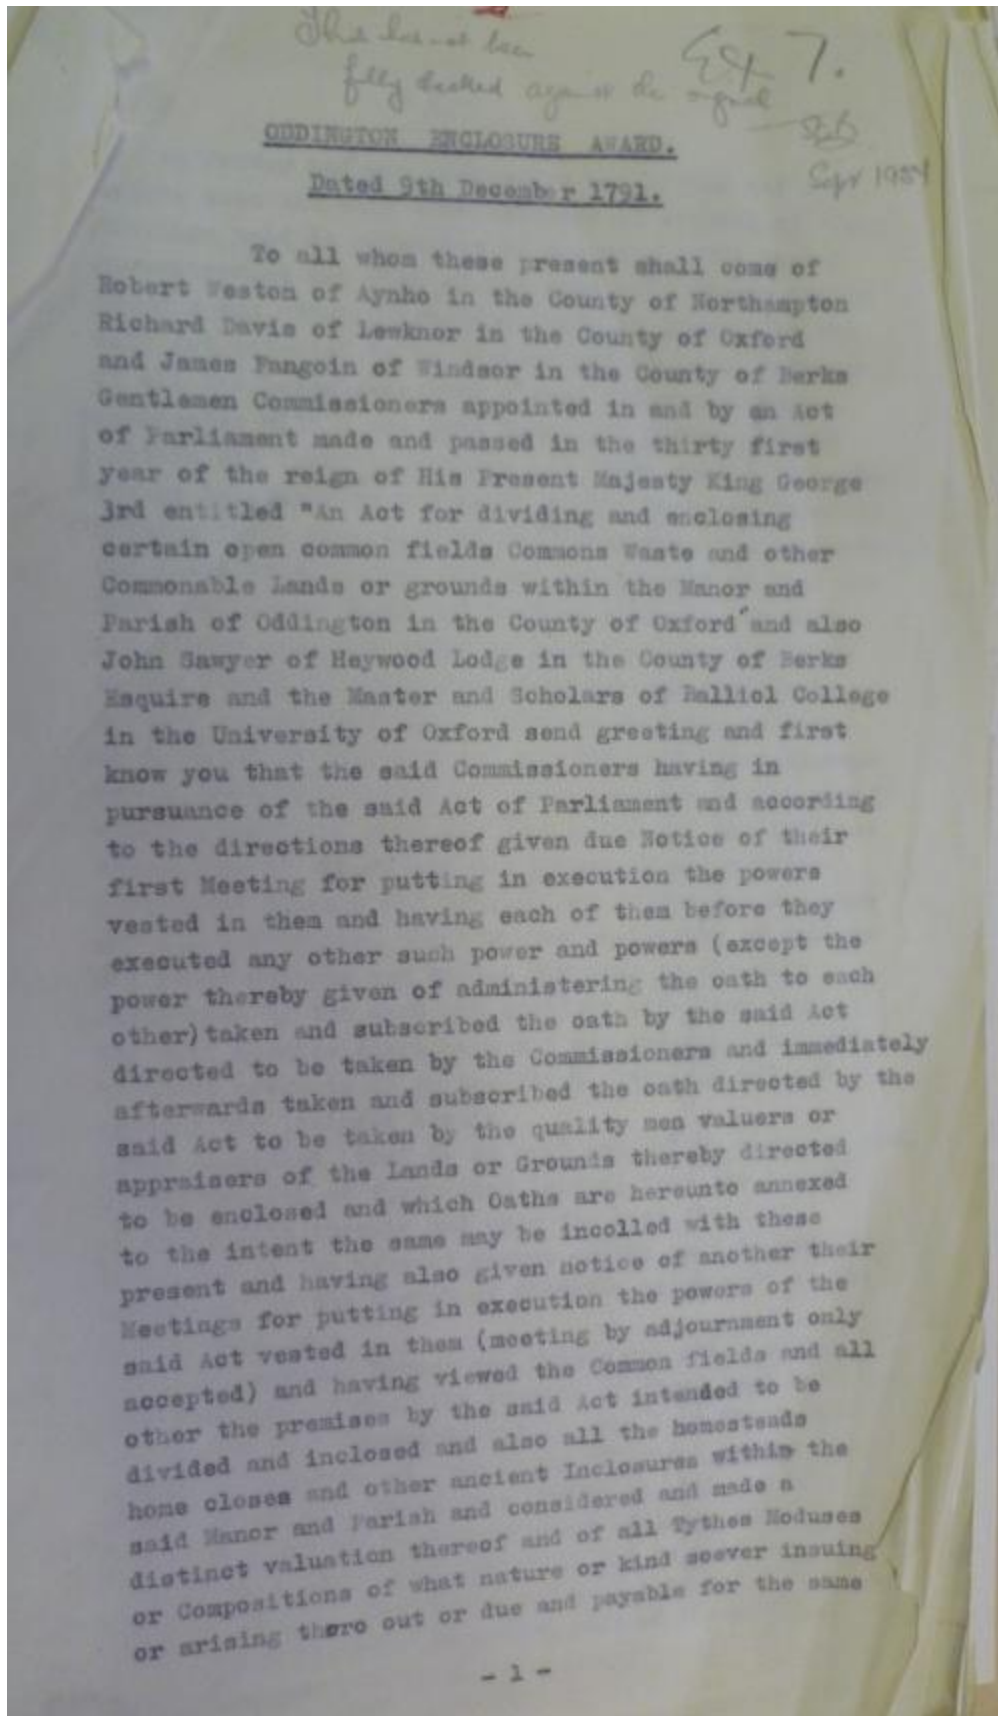 This has not been
fully checked against the original
Ex 7.
Sept 1954
ODDINGTON ENCLOSURE AWARD.
Dated 9th December 1791.
To all whom these present shall come of
Robert Weston of Aynho in the County of Northampton
Richard Davis of Lewknor in the County of Oxford
and James Fangoin of Windsor in the County of Berks
Gentlemen Commissioners appointed in and by an Act
of Parliament made and passed in the thirty first
year of the reign of His Present Majesty King George
3rd entitled "An Act for dividing and enclosing
certain open common fields Commons Waste and other
Commonable Lands or grounds within the Manor and
Parish of Oddington in the County of Oxford" and also
John Sawyer of Heywood Lodge in the County of Berks
Esquire and the Master and Scholars of Balliol College
in the University of Oxford send greeting and first
know you that the said Commissioners having in
pursuance of the said Act of Parliament and according
to the directions thereof given due Notice of their
first Meeting for putting in execution the powers
vested in them and having each of them before they
executed any other such power and powers (except the
power thereby given of administering the oath to each
other) taken and subscribed the oath by the said Act
directed to be taken by the Commissioners and immediately
afterwards taken and subscribed the oath directed by the
said Act to be taken by the quality men valuers or
appraisers of the Lands or Grounds thereby directed
to be enclosed and which Oaths are hereunto annexed
to the intent the same may be incolled with these
present and having also given notice of another their
Meetings for putting in execution the powers of the
said Act vested in them (meeting by adjournment only
accepted) and having viewed the Common fields and all
other the premises by the said Act intended to be
divided and inclosed and also all the homesteads
home closes and other ancient Inclosures within the
said Manor and Parish and considered and made a
distinct valuation thereof and of all Tythes Moduses
or Compositions of what nature or kind soever insuing
or arising there out or due and payable for the same
- 1 -